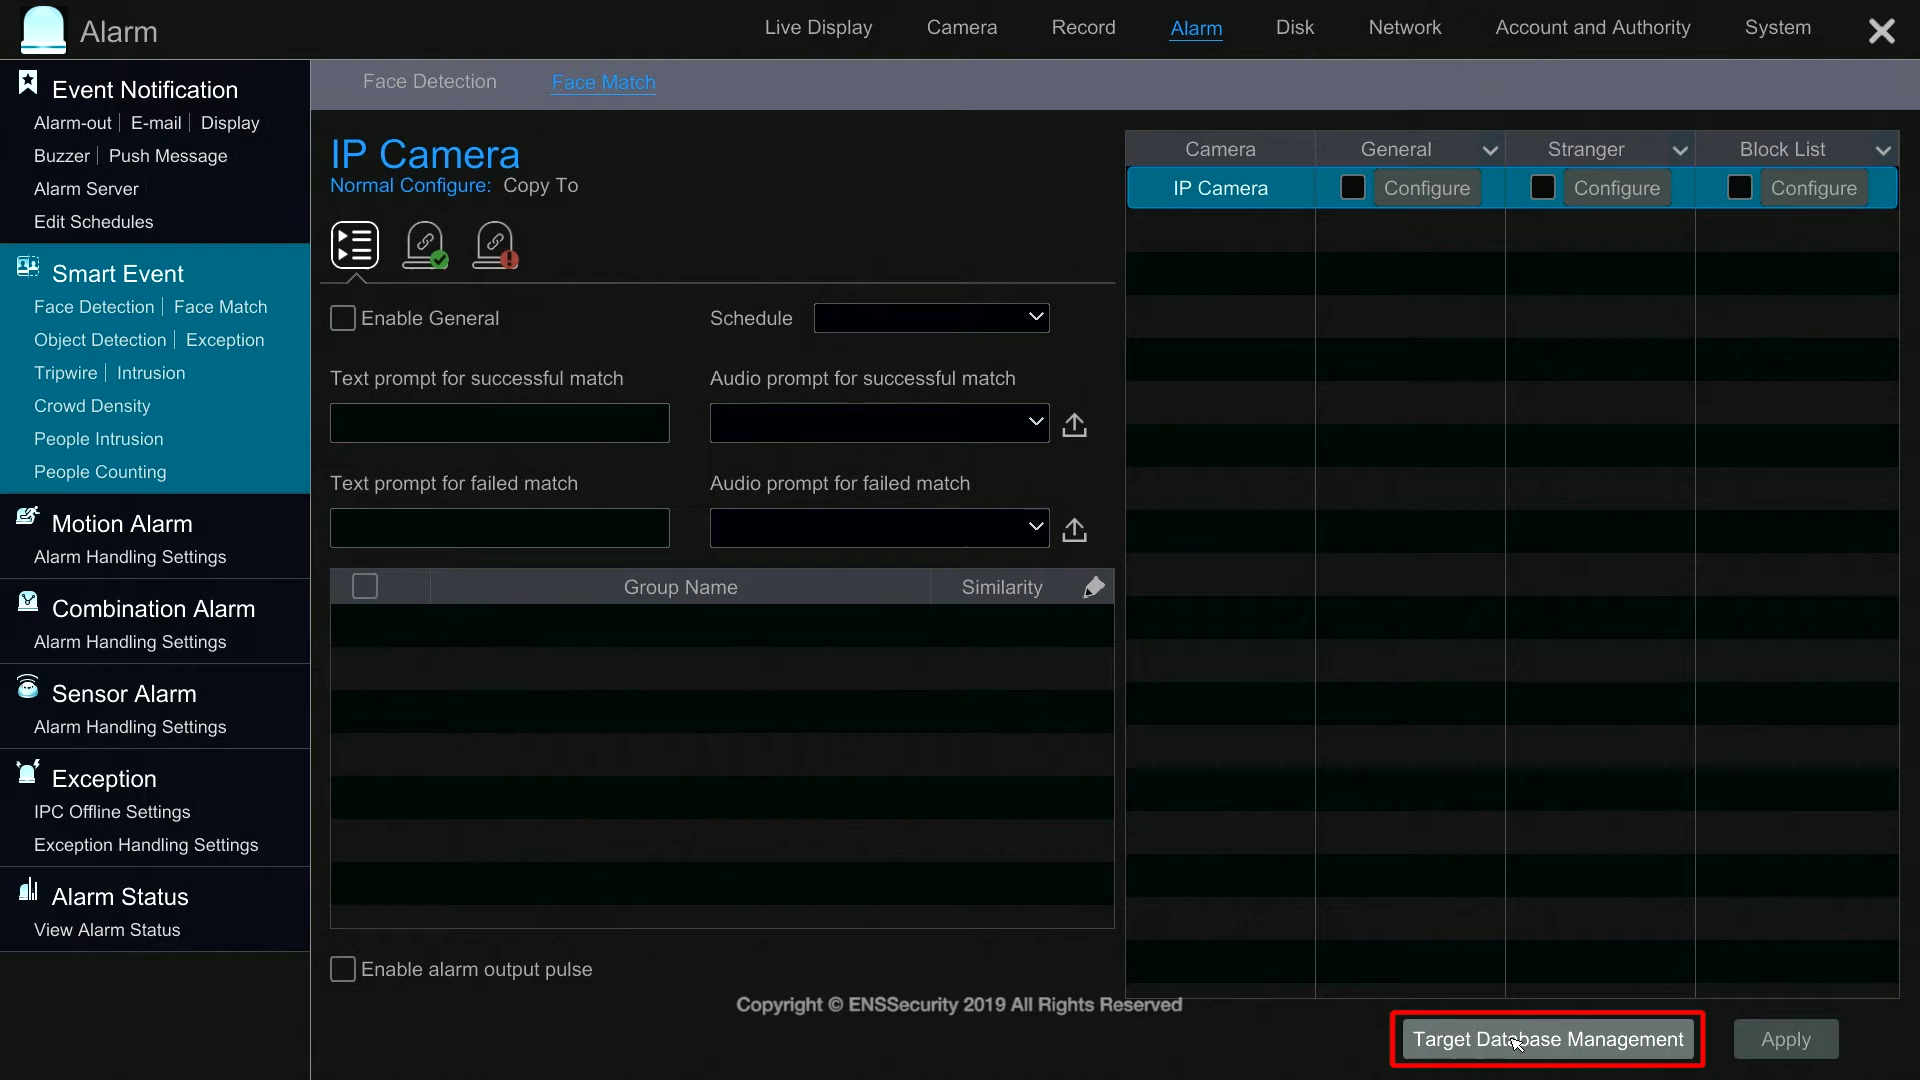 Alarm
Live Display Camera Record Alarm Disk Network Account and Authority System
Face Detection Face Match
Event Notification
Alarm-out E-mail Display
Buzzer Push Message
Alarm Server
Edit Schedules
Smart Event
Face Detection Face Match
Object Detection Exception
Tripwire Intrusion
Crowd Density
People Intrusion
People Counting
Motion Alarm
Alarm Handling Settings
Combination Alarm
Alarm Handling Settings
Sensor Alarm
Alarm Handling Settings
Exception
IPC Offline Settings
Exception Handling Settings
Alarm Status
View Alarm Status
IP Camera
Normal Configure: Copy To
Enable General Schedule
Text prompt for successful match Audio prompt for successful match
Text prompt for failed match Audio prompt for failed match
Group Name Similarity
Enable alarm output pulse
Camera General Stranger Block List
IP Camera Configure Configure Configure
Copyright © ENSSecurity 2019 All Rights Reserved
Target Database Management Apply